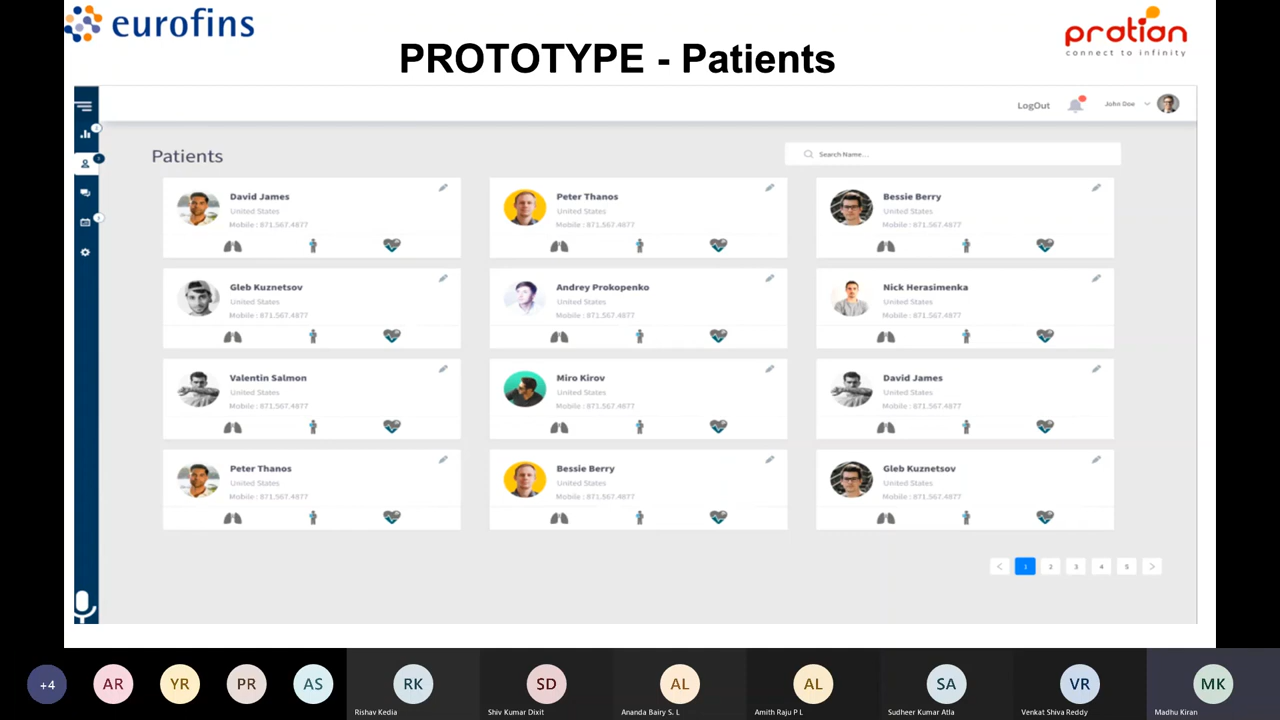 eurofins
pratian
connect to infinity
PROTOTYPE - Patients
LogOut
John Doe
Patients
Search Name...
David James
United States
Mobile : 871.567.4877
Peter Thanos
United States
Mobile : 871.567.4877
Bessie Berry
United States
Mobile : 871.567.4877
Gleb Kuznetsov
United States
Mobile : 871.567.4877
Andrey Prokopenko
United States
Mobile : 871.567.4877
Nick Herasimenka
United States
Mobile : 871.567.4877
Valentin Salmon
United States
Mobile : 871.567.4877
Miro Kirov
United States
Mobile : 871.567.4877
David James
United States
Mobile : 871.567.4877
Peter Thanos
United States
Mobile : 871.567.4877
Bessie Berry
United States
Mobile : 871.567.4877
Gleb Kuznetsov
United States
Mobile : 871.567.4877
< 1 2 3 4 5 >
+4 AR YR PR AS RK SD AL AL SA VR MK
Rishav Kedia Shiv Kumar Dixit Ananda Bairy S. L Amith Raju P L Sudheer Kumar Atla Venkat Shiva Reddy Madhu Kiran